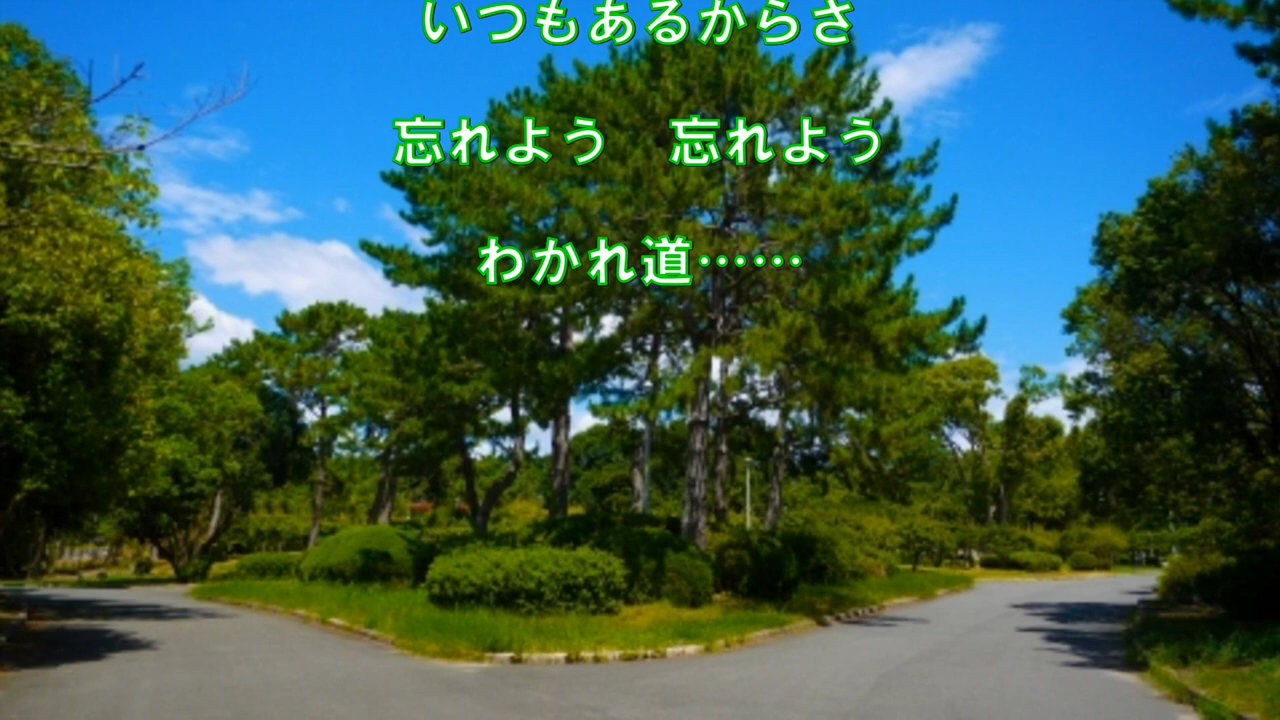 いつもあるからさ
忘れよう　忘れよう
わかれ道……